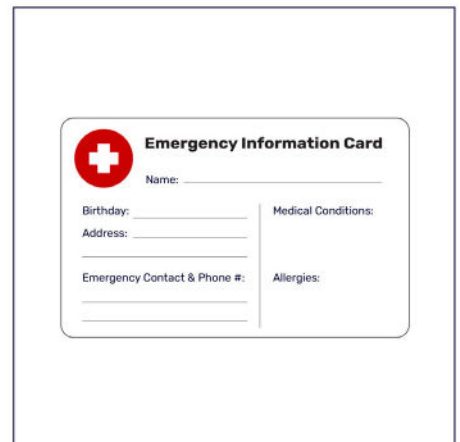 Emergency Information Card
Name:
Birthday:
Address:
Emergency Contact & Phone #:
Medical Conditions:
Allergies: